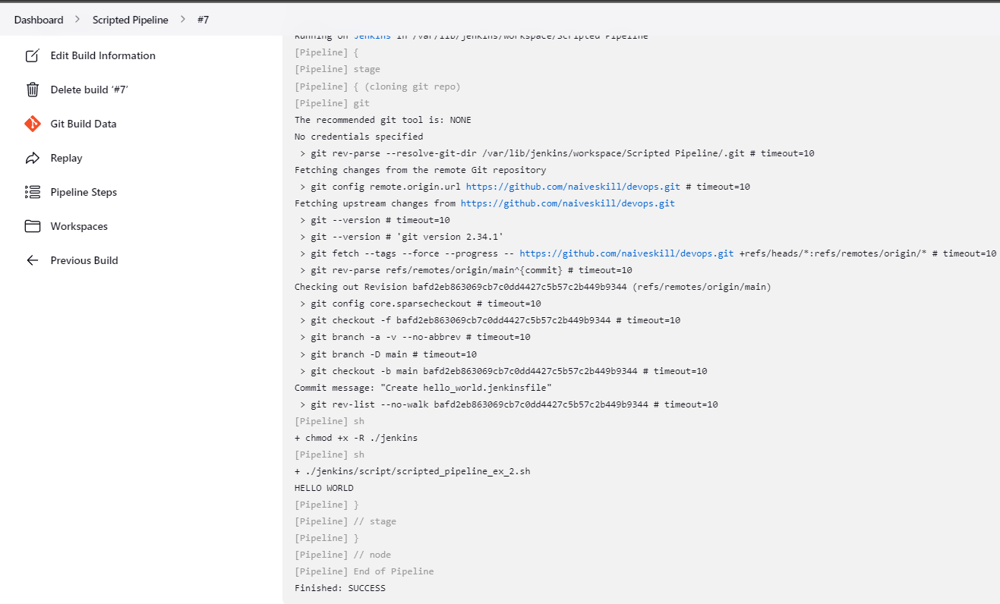 Dashboard > Scripted Pipeline > #7
Edit Build Information
Delete build ‘#7’
Git Build Data
Replay
Pipeline Steps
Workspaces
Previous Build
Running on Jenkins in /var/lib/jenkins/workspace/Scripted Pipeline
[Pipeline] {
[Pipeline] stage
[Pipeline] { (cloning git repo)
[Pipeline] git
The recommended git tool is: NONE
No credentials specified
 > git rev-parse --resolve-git-dir /var/lib/jenkins/workspace/Scripted Pipeline/.git # timeout=10
Fetching changes from the remote Git repository
 > git config remote.origin.url https://github.com/naiveskill/devops.git # timeout=10
Fetching upstream changes from https://github.com/naiveskill/devops.git
 > git --version # timeout=10
 > git --version # 'git version 2.34.1'
 > git fetch --tags --force --progress -- https://github.com/naiveskill/devops.git +refs/heads/*:refs/remotes/origin/* # timeout=10
 > git rev-parse refs/remotes/origin/main^{commit} # timeout=10
Checking out Revision bafd2eb863069cb7c0dd4427c5b57c2b449b9344 (refs/remotes/origin/main)
 > git config core.sparsecheckout # timeout=10
 > git checkout -f bafd2eb863069cb7c0dd4427c5b57c2b449b9344 # timeout=10
 > git branch -a -v --no-abbrev # timeout=10
 > git branch -D main # timeout=10
 > git checkout -b main bafd2eb863069cb7c0dd4427c5b57c2b449b9344 # timeout=10
Commit message: "Create hello_world.jenkinsfile"
 > git rev-list --no-walk bafd2eb863069cb7c0dd4427c5b57c2b449b9344 # timeout=10
[Pipeline] sh
+ chmod +x -R ./jenkins
[Pipeline] sh
+ ./jenkins/script/scripted_pipeline_ex_2.sh
HELLO WORLD
[Pipeline] }
[Pipeline] // stage
[Pipeline] }
[Pipeline] // node
[Pipeline] End of Pipeline
Finished: SUCCESS